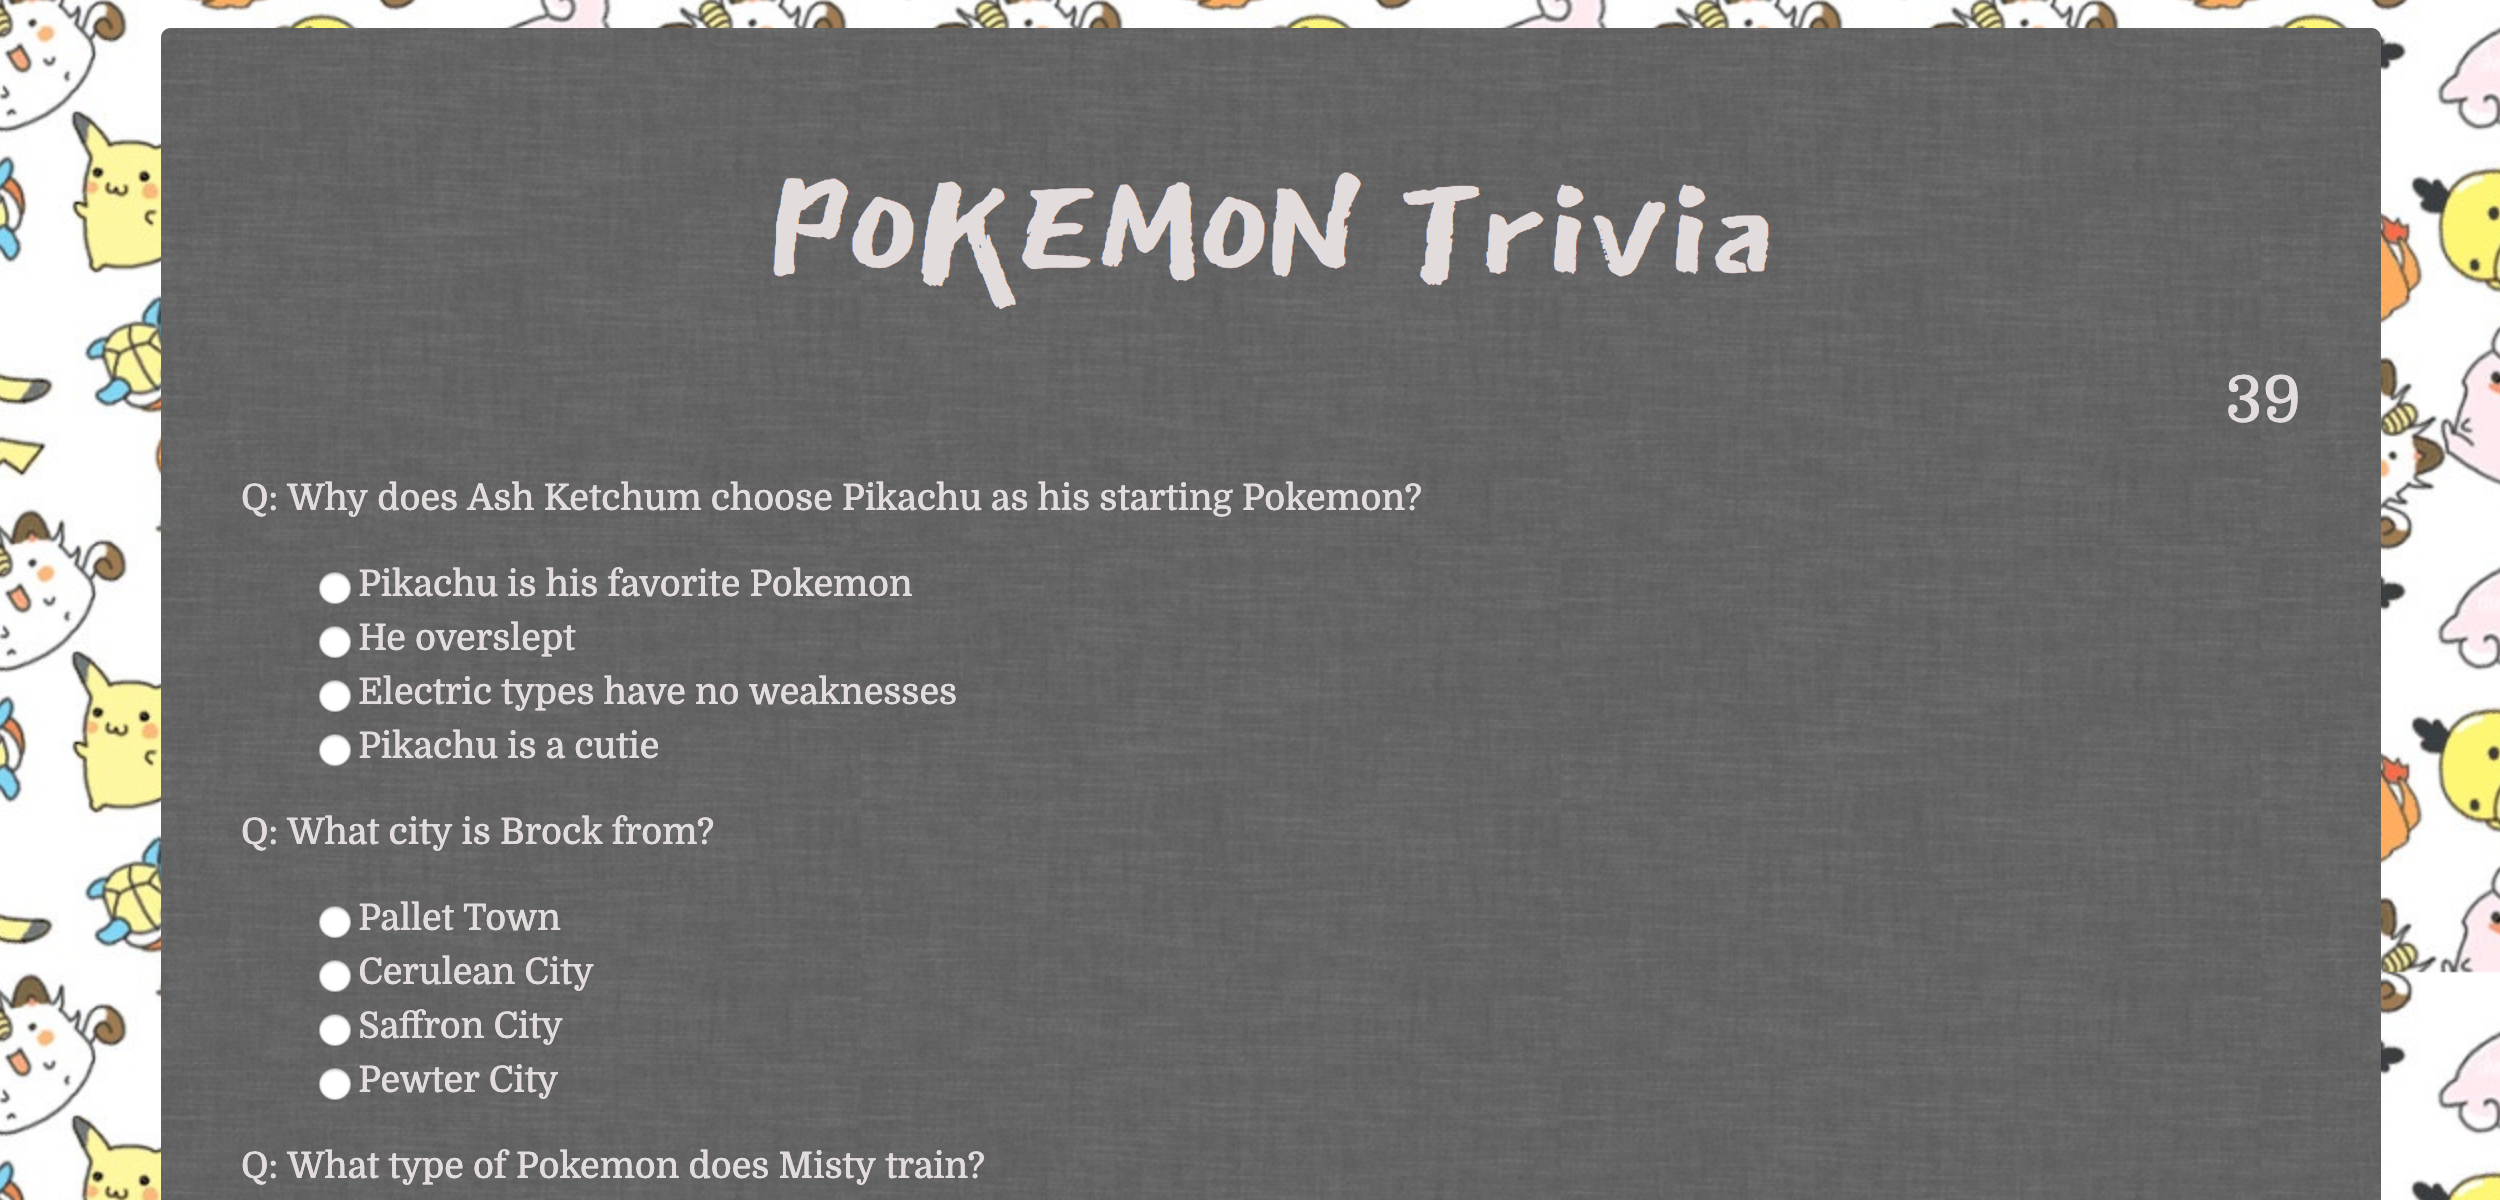 POKEMON Trivia
39
Q: Why does Ash Ketchum choose Pikachu as his starting Pokemon?
Pikachu is his favorite Pokemon
He overslept
Electric types have no weaknesses
Pikachu is a cutie
Q: What city is Brock from?
Pallet Town
Cerulean City
Saffron City
Pewter City
Q: What type of Pokemon does Misty train?